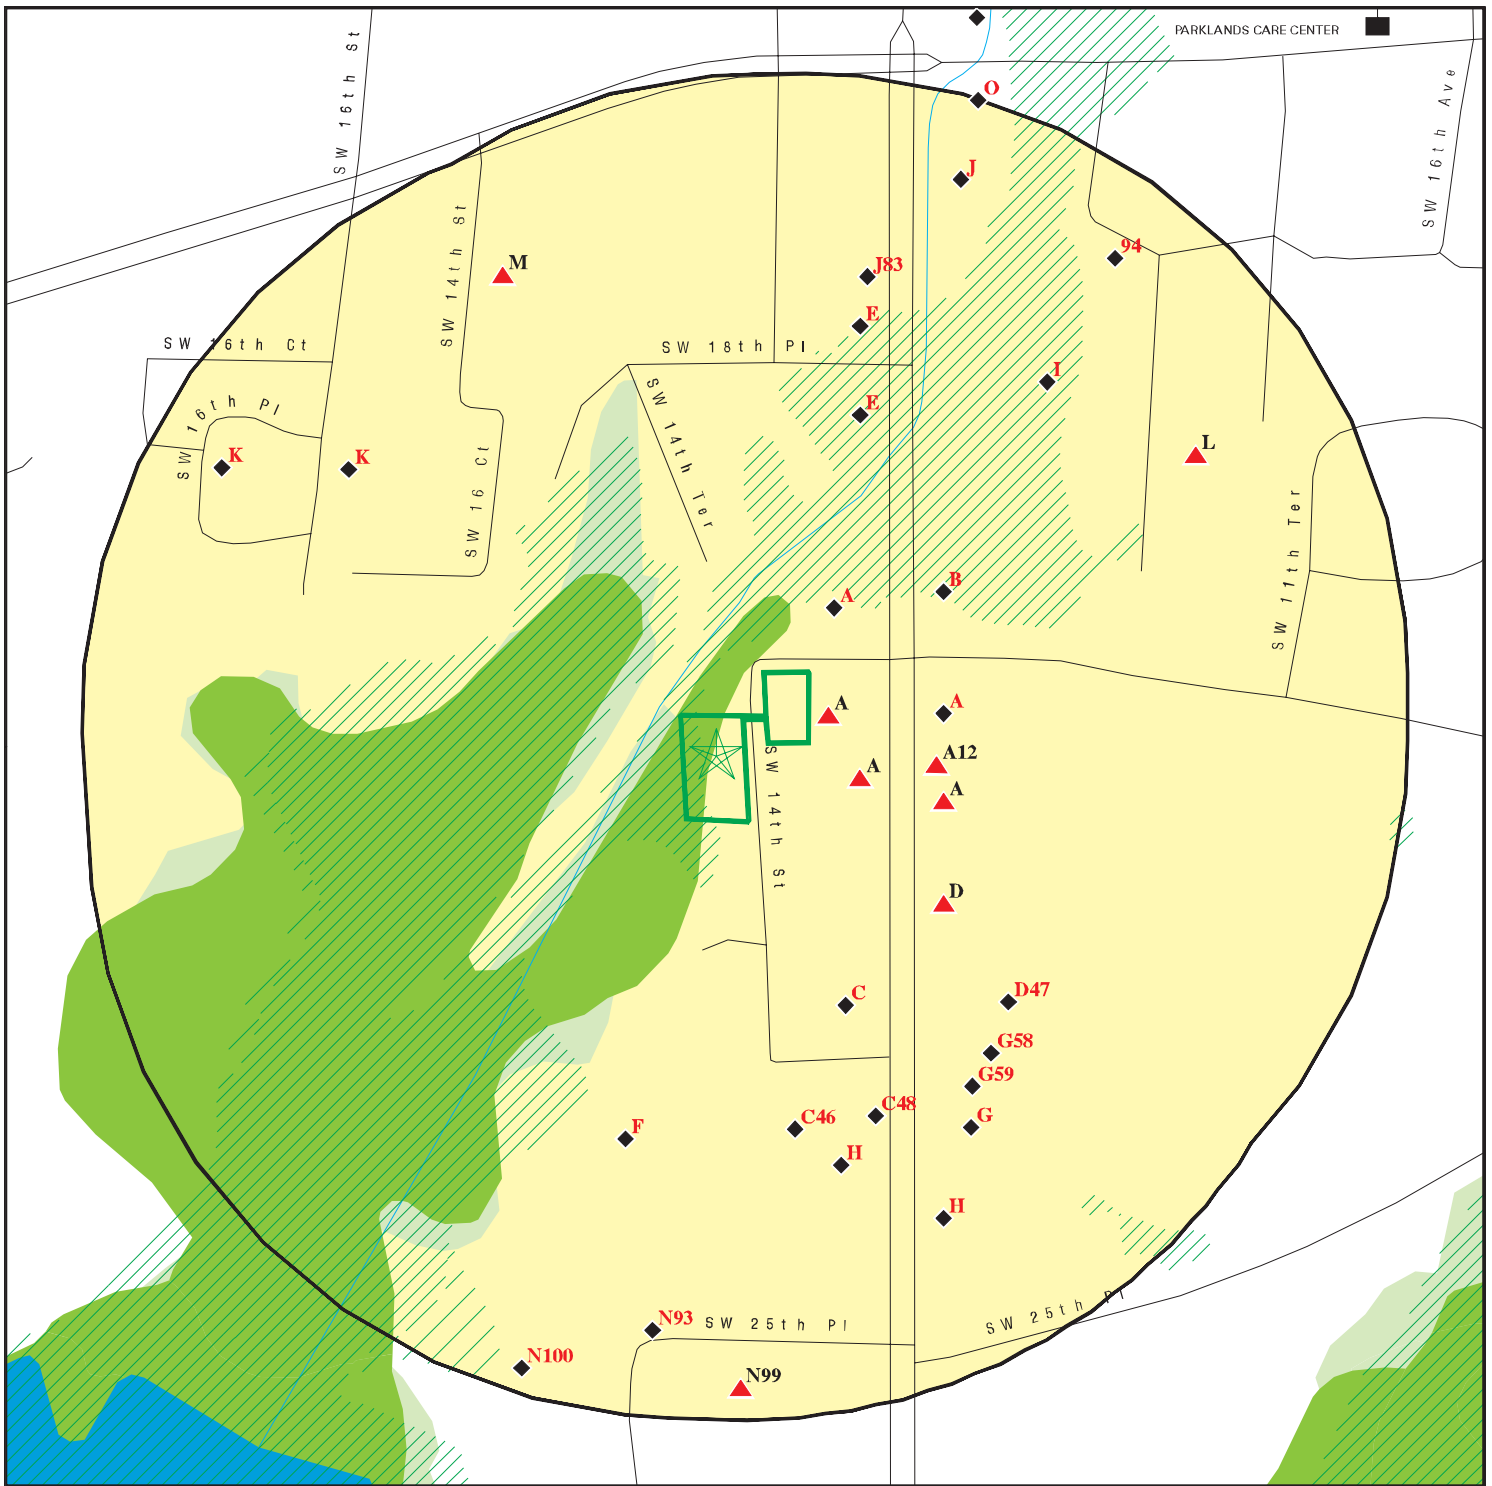 PARKLANDS CARE CENTER
SW 16th St
SW 16th Ave
O
J
SW 14th St
94
M
J83
E
SW 16th Ct
SW 18th Pl
I
SW 16th Pl
SW 14th Ter
E
L
K
K
SW 16 Ct
SW 11th Ter
B
A
A
A
A12
A
SW 14th St
A
D
C
D47
G58
G59
C48
C46
G
F
H
H
SW 25th Pl
N93
SW 25th Pl
N100
N99